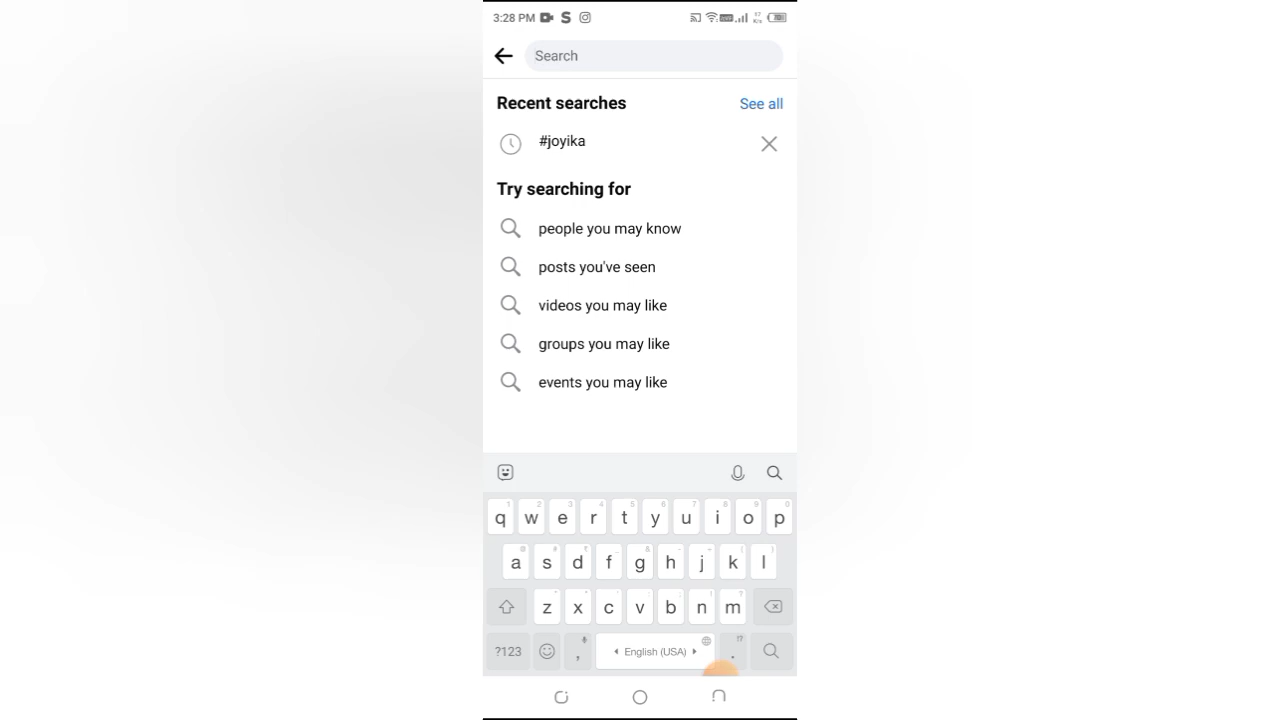 3:28 PM
Search
Recent searches See all
#joyika
Try searching for
people you may know
posts you've seen
videos you may like
groups you may like
events you may like
q w e r t y u i o p
a s d f g h j k l
z x c v b n m
?123 , English (USA) .